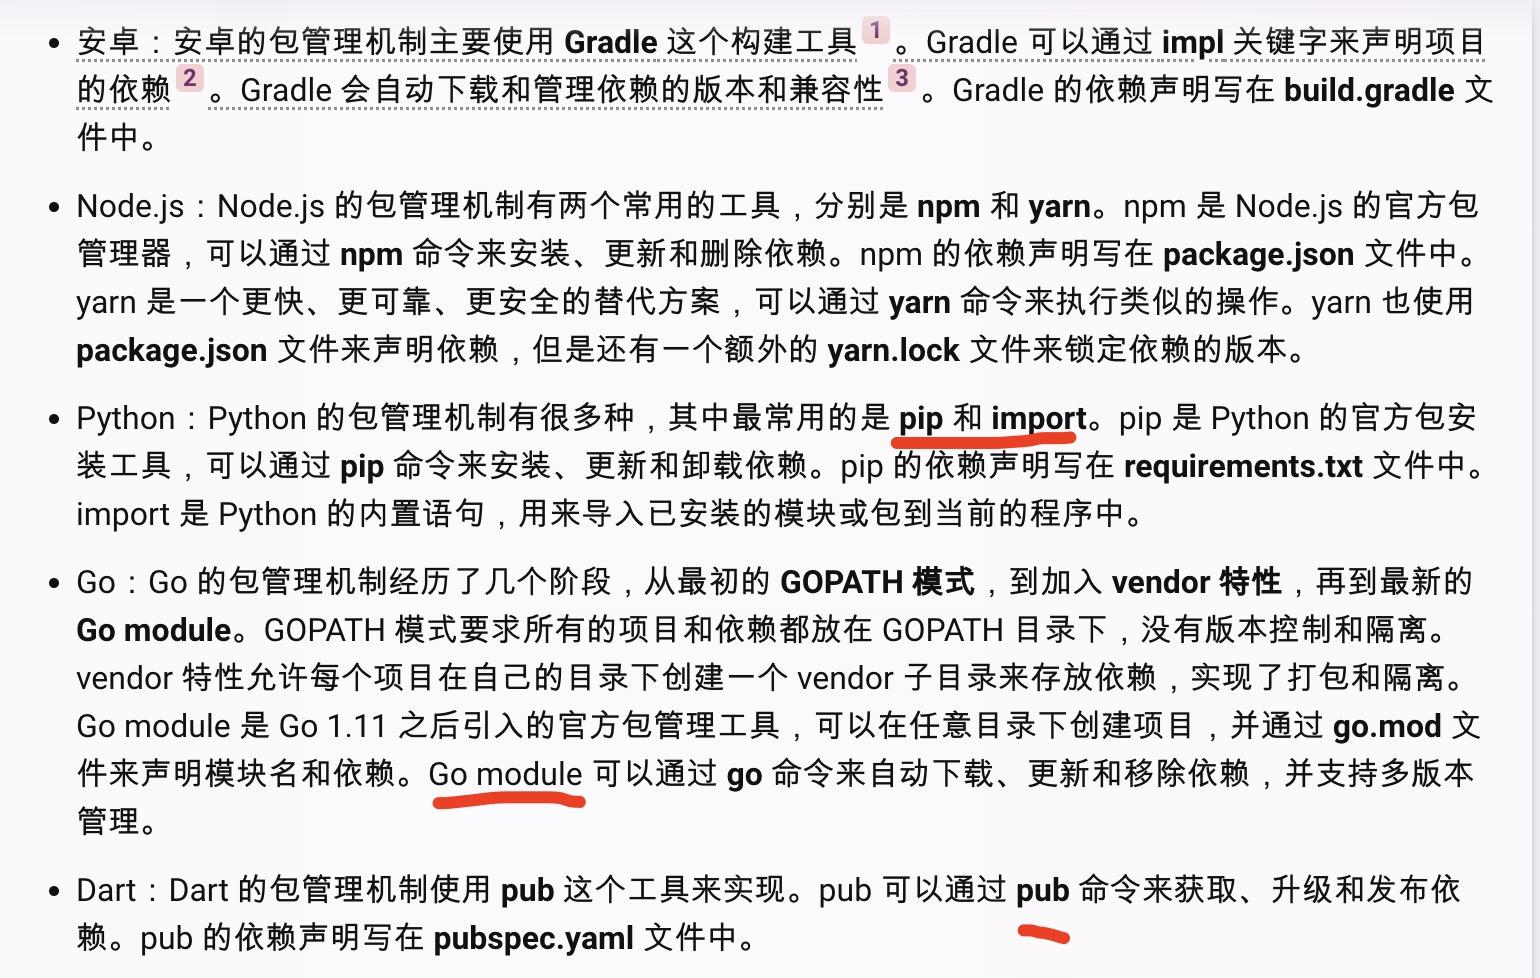 • 安卓：安卓的包管理机制主要使用 Gradle 这个构建工具 1 。Gradle 可以通过 impl 关键字来声明项目
的依赖 2 。Gradle 会自动下载和管理依赖的版本和兼容性 3 。Gradle 的依赖声明写在 build.gradle 文
件中。
• Node.js：Node.js 的包管理机制有两个常用的工具，分别是 npm 和 yarn。npm 是 Node.js 的官方包
管理器，可以通过 npm 命令来安装、更新和删除依赖。npm 的依赖声明写在 package.json 文件中。
yarn 是一个更快、更可靠、更安全的替代方案，可以通过 yarn 命令来执行类似的操作。yarn 也使用
package.json 文件来声明依赖，但是还有一个额外的 yarn.lock 文件来锁定依赖的版本。
• Python：Python 的包管理机制有很多种，其中最常用的是 pip 和 import。pip 是 Python 的官方包安
装工具，可以通过 pip 命令来安装、更新和卸载依赖。pip 的依赖声明写在 requirements.txt 文件中。
import 是 Python 的内置语句，用来导入已安装的模块或包到当前的程序中。
• Go：Go 的包管理机制经历了几个阶段，从最初的 GOPATH 模式，到加入 vendor 特性，再到最新的
Go module。GOPATH 模式要求所有的项目和依赖都放在 GOPATH 目录下，没有版本控制和隔离。
vendor 特性允许每个项目在自己的目录下创建一个 vendor 子目录来存放依赖，实现了打包和隔离。
Go module 是 Go 1.11 之后引入的官方包管理工具，可以在任意目录下创建项目，并通过 go.mod 文
件来声明模块名和依赖。Go module 可以通过 go 命令来自动下载、更新和移除依赖，并支持多版本
管理。
• Dart：Dart 的包管理机制使用 pub 这个工具来实现。pub 可以通过 pub 命令来获取、升级和发布依
赖。pub 的依赖声明写在 pubspec.yaml 文件中。